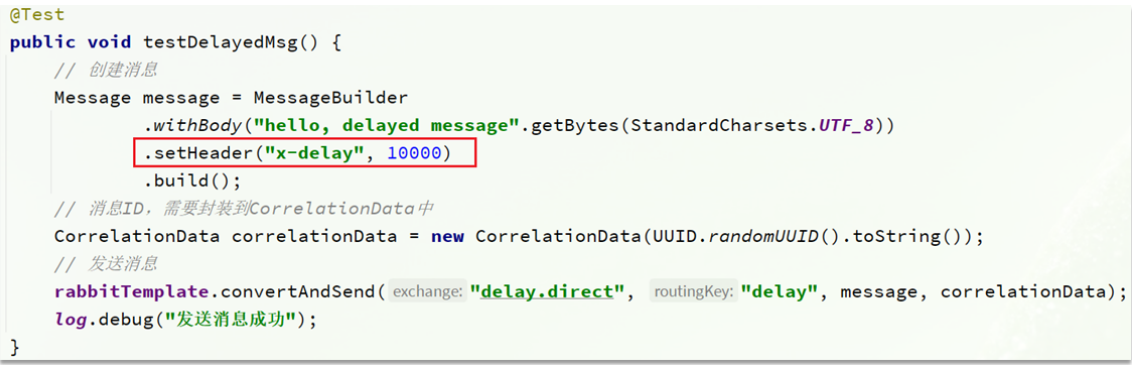 @Test
public void testDelayedMsg() {
// 创建消息
Message message = MessageBuilder
.withBody("hello, delayed message".getBytes(StandardCharsets.UTF_8))
.setHeader("x-delay", 10000)
.build();
// 消息ID，需要封装到CorrelationData中
CorrelationData correlationData = new CorrelationData(UUID.randomUUID().toString());
// 发送消息
rabbitTemplate.convertAndSend( exchange: "delay.direct", routingKey: "delay", message, correlationData);
log.debug("发送消息成功");
}